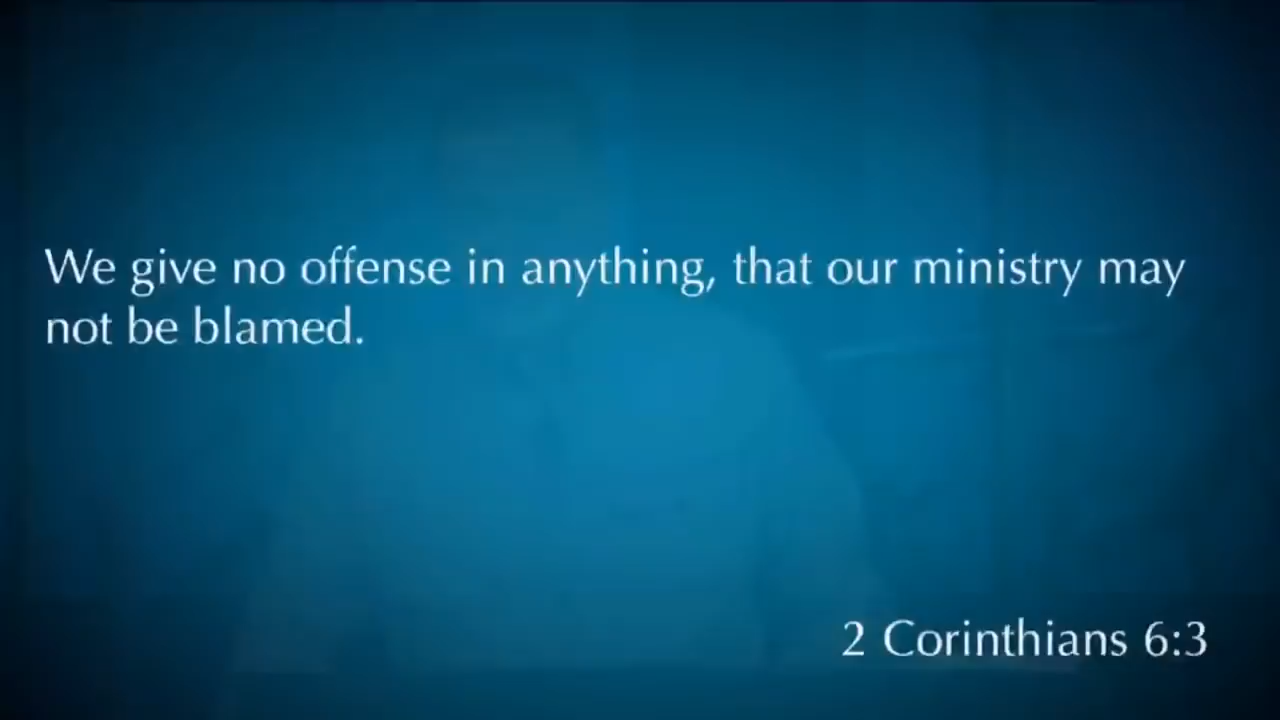 We give no offense in anything, that our ministry may
not be blamed.
2 Corinthians 6:3